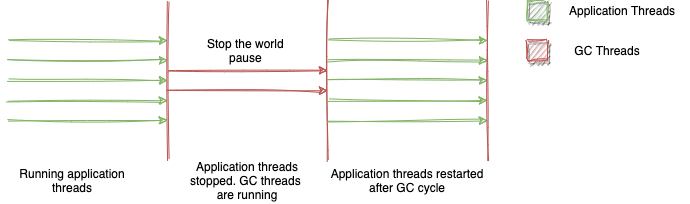 Application Threads
GC Threads
Stop the world
pause
Running application
threads
Application threads
stopped. GC threads
are running
Application threads restarted
after GC cycle